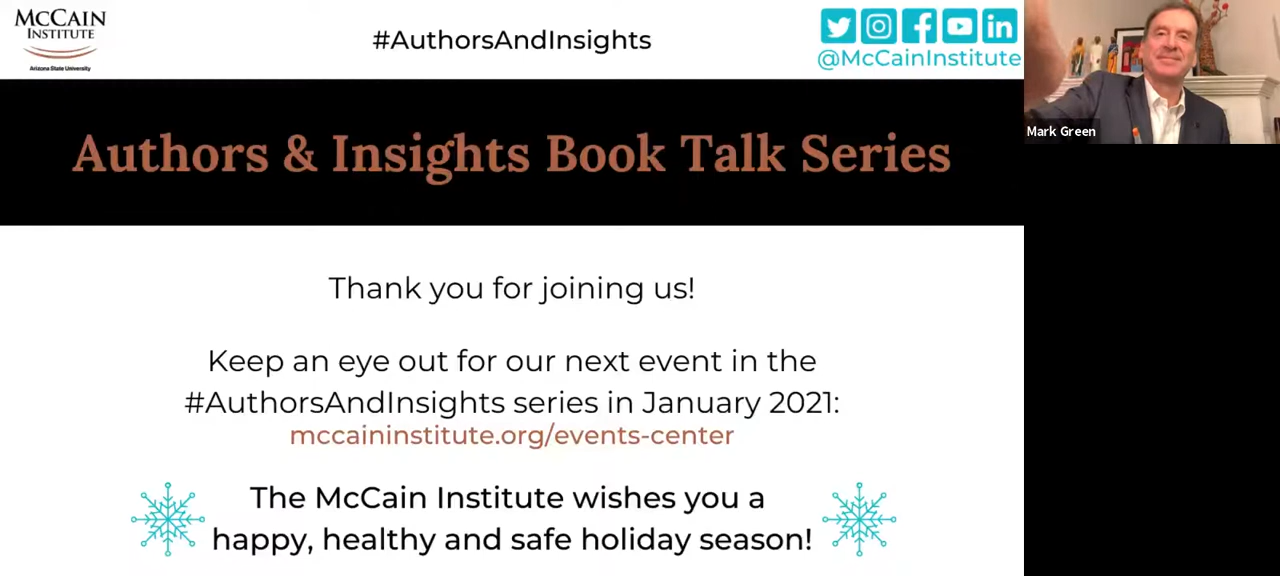 McCAIN
INSTITUTE
Arizona State University
#AuthorsAndInsights
@McCainInstitute
Mark Green
Authors & Insights Book Talk Series
Thank you for joining us!
Keep an eye out for our next event in the
#AuthorsAndInsights series in January 2021:
mccaininstitute.org/events-center
The McCain Institute wishes you a
happy, healthy and safe holiday season!